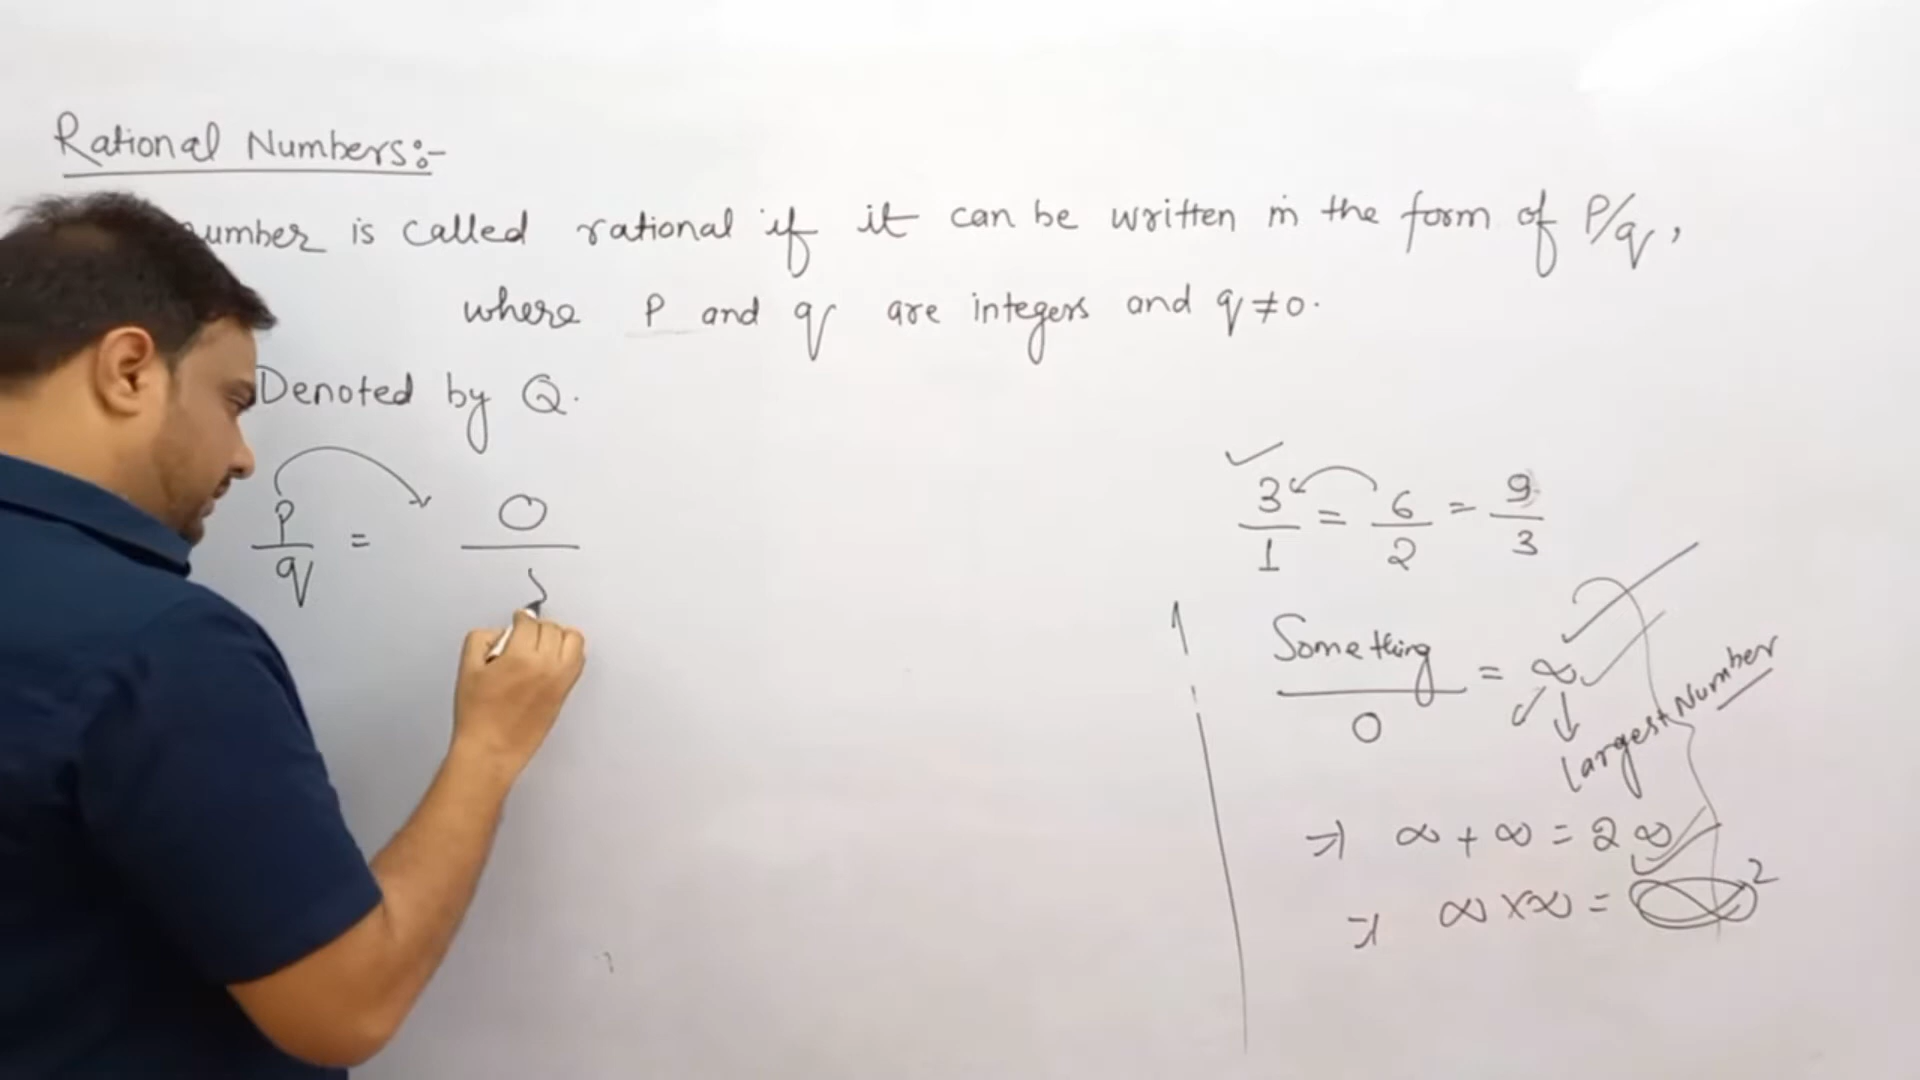 Rational Numbers:-
number is called rational if it can be written in the form of P/q,
where P and q are integers and q≠0.
Denoted by Q.
P/q = 0/
3/1 = 6/2 = 9/3
Something/0 = ∞
Largest Number
⇒ ∞ + ∞ = 2∞
⇒ ∞ × ∞ = ∞²